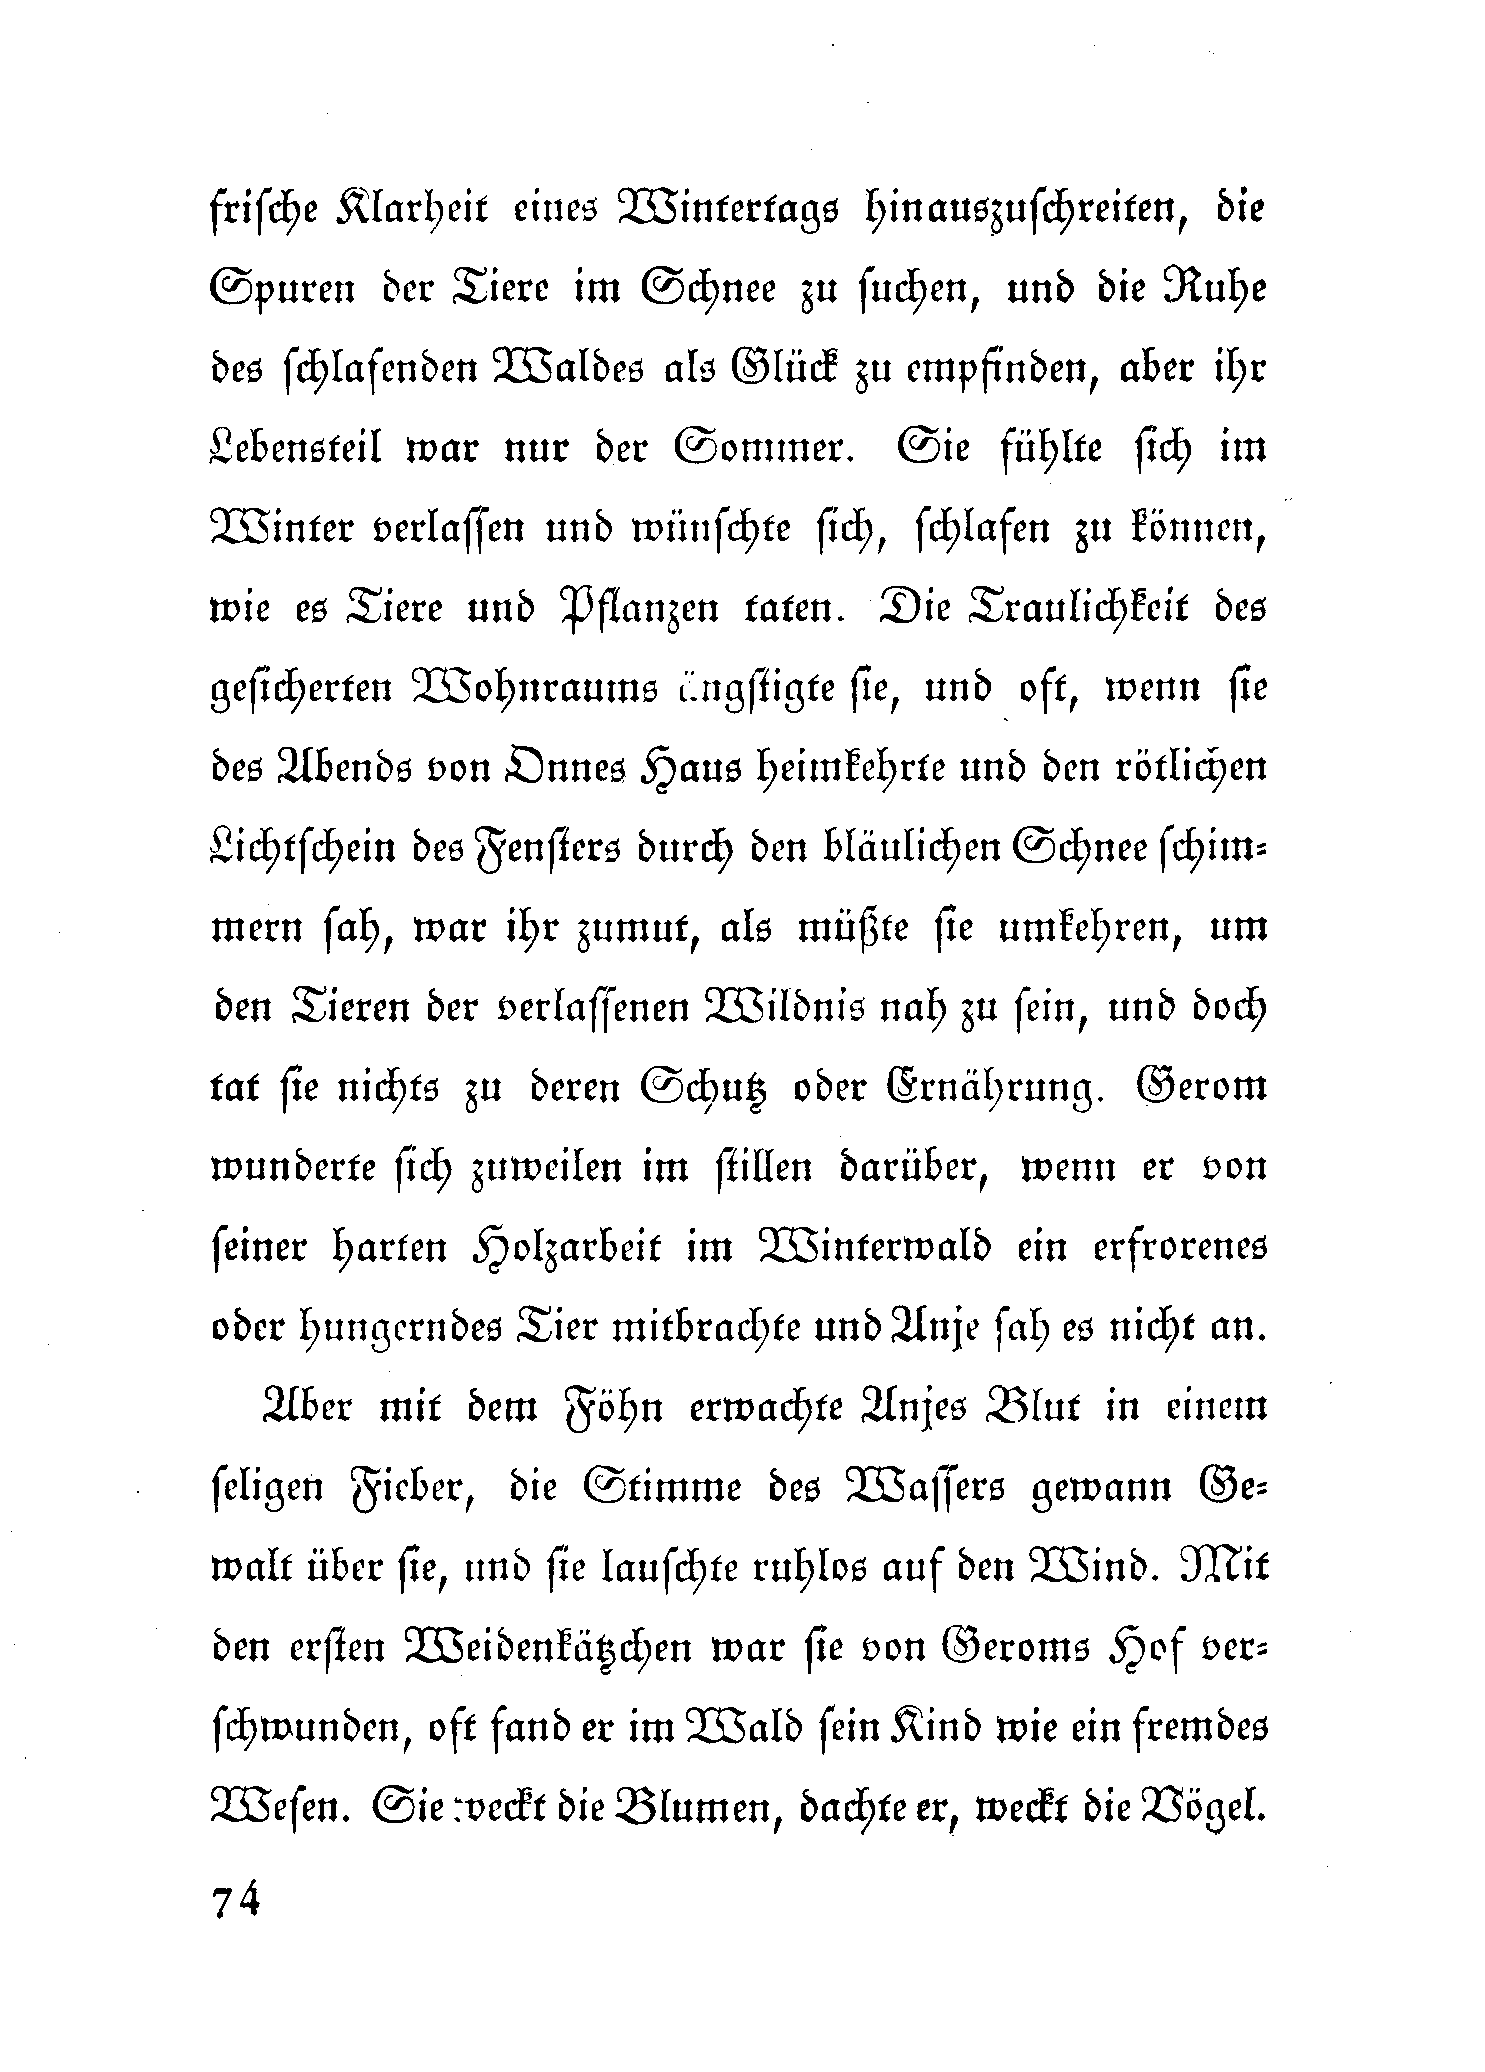 frische Klarheit eines Wintertags hinauszuschreiten, die
Spuren der Tiere im Schnee zu suchen, und die Ruhe
des schlafenden Waldes als Glück zu empfinden, aber ihr
Lebensteil war nur der Sommer. Sie fühlte sich im
Winter verlassen und wünschte sich, schlafen zu können,
wie es Tiere und Pflanzen taten. Die Traulichkeit des
gesicherten Wohnraums ängstigte sie, und oft, wenn sie
des Abends von Onnes Haus heimkehrte und den rötlichen
Lichtschein des Fensters durch den bläulichen Schnee schim-
mern sah, war ihr zumut, als müßte sie umkehren, um
den Tieren der verlassenen Wildnis nah zu sein, und doch
tat sie nichts zu deren Schutz oder Ernährung. Gerom
wunderte sich zuweilen im stillen darüber, wenn er von
seiner harten Holzarbeit im Winterwald ein erfrorenes
oder hungerndes Tier mitbrachte und Anje sah es nicht an.
Aber mit dem Föhn erwachte Anjes Blut in einem
seligen Fieber, die Stimme des Wassers gewann Ge-
walt über sie, und sie lauschte ruhlos auf den Wind. Mit
den ersten Weidenkätzchen war sie von Geroms Hof ver-
schwunden, oft fand er im Wald sein Kind wie ein fremdes
Wesen. Sie weckt die Blumen, dachte er, weckt die Vögel.
74